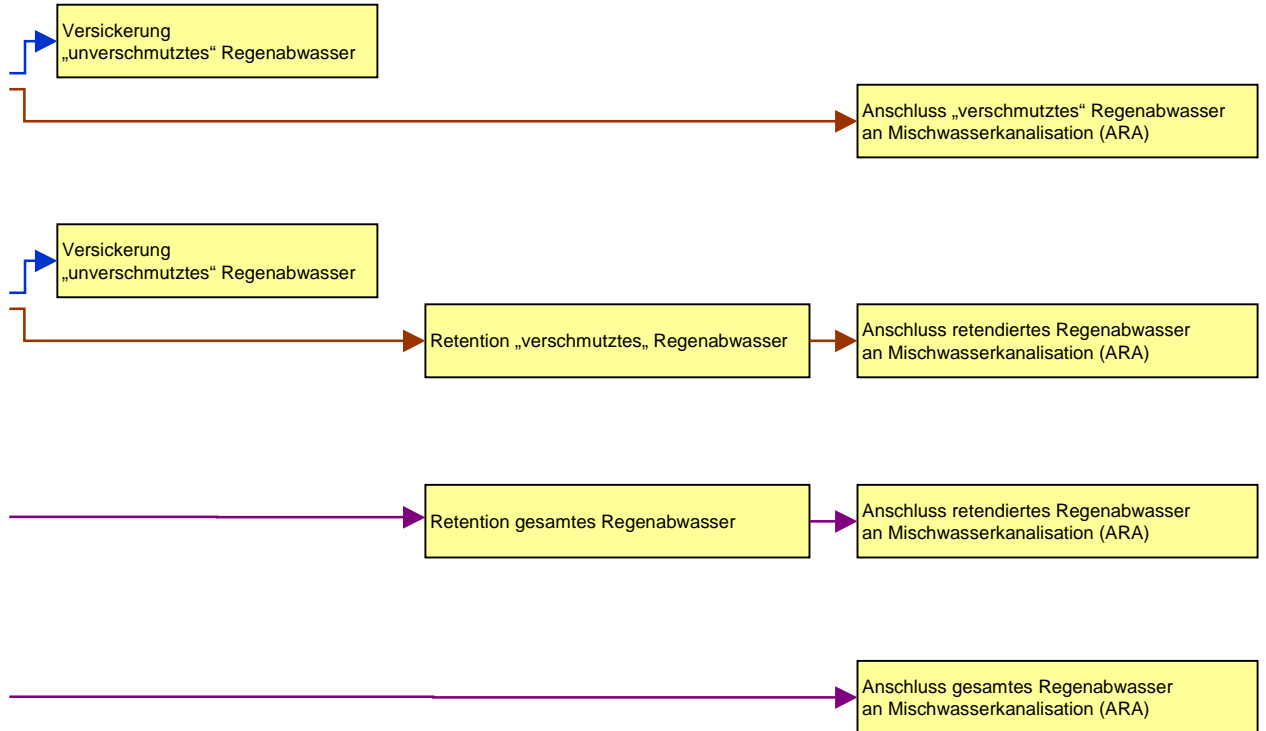 Versickerung
„unverschmutztes“ Regenabwasser
Anschluss „verschmutztes“ Regenabwasser
an Mischwasserkanalisation (ARA)
Versickerung
„unverschmutztes“ Regenabwasser
Retention „verschmutztes„ Regenabwasser
Anschluss retendiertes Regenabwasser
an Mischwasserkanalisation (ARA)
Retention gesamtes Regenabwasser
Anschluss retendiertes Regenabwasser
an Mischwasserkanalisation (ARA)
Anschluss gesamtes Regenabwasser
an Mischwasserkanalisation (ARA)